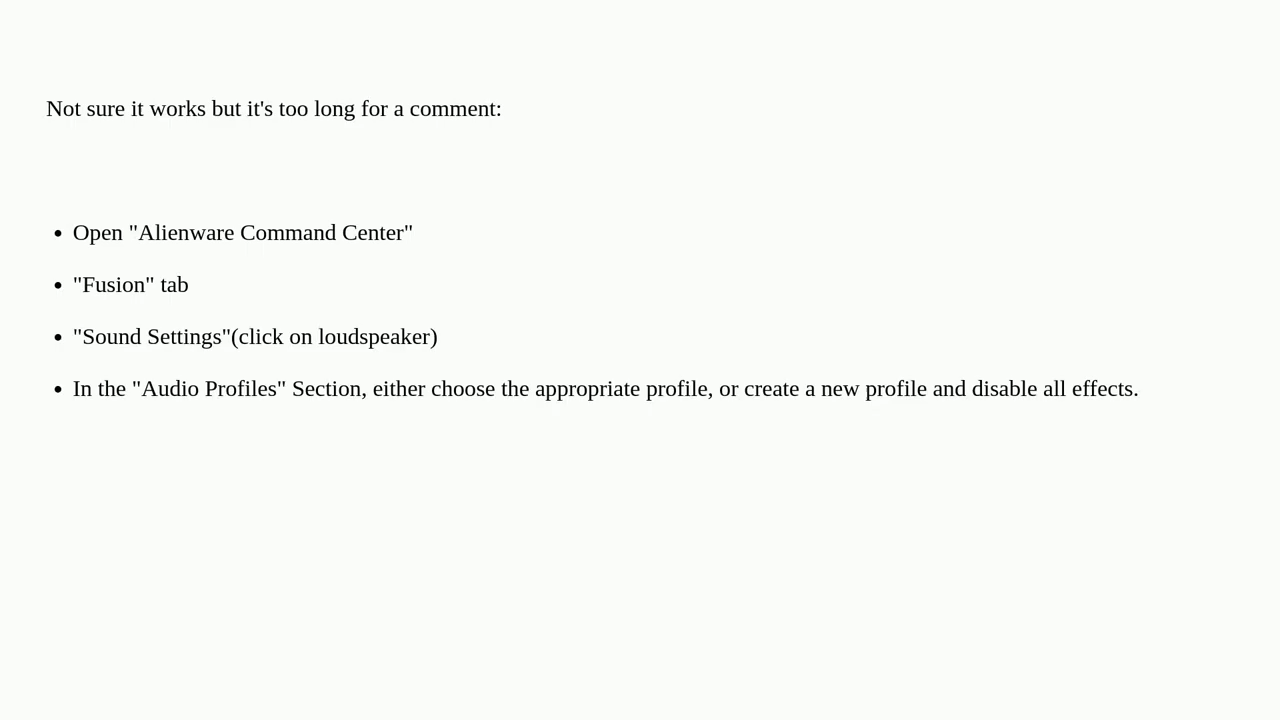 Not sure it works but it's too long for a comment:
• Open "Alienware Command Center"
• "Fusion" tab
• "Sound Settings"(click on loudspeaker)
• In the "Audio Profiles" Section, either choose the appropriate profile, or create a new profile and disable all effects.